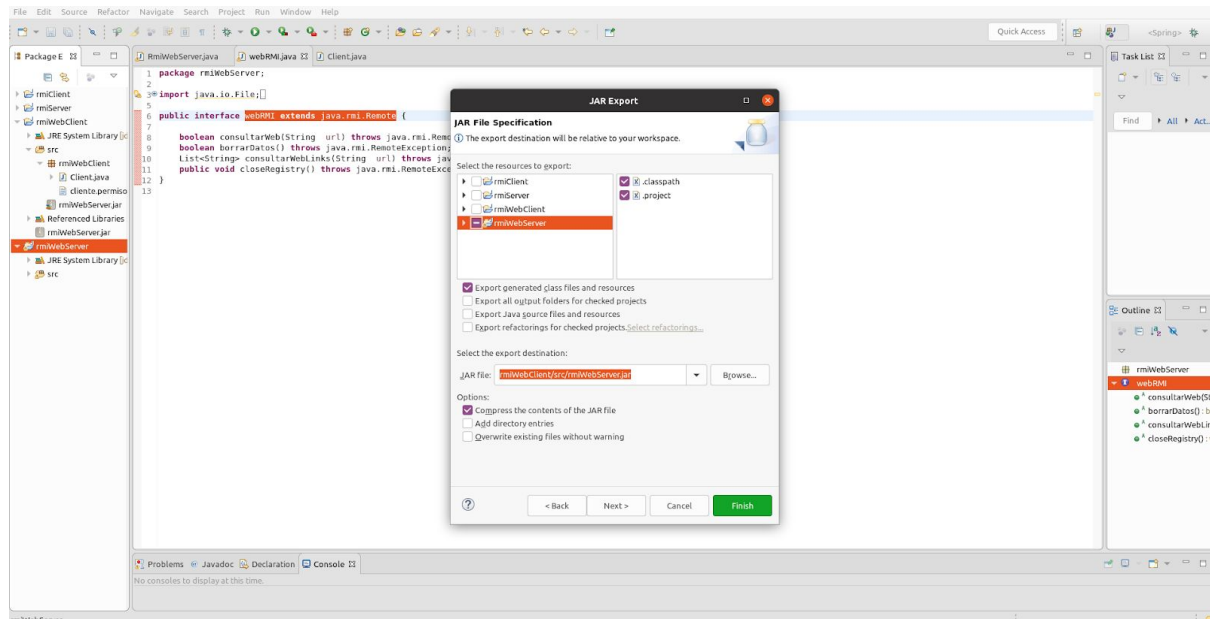 File Edit Source Refactor Navigate Search Project Run Window Help
Quick Access
<Spring>
Package E
RmiWebServer.java
webRMI.java
Client.java
Task List
rmiClient
rmiServer
rmiWebClient
JRE System Library [jd
src
rmiWebClient
Client.java
cliente.permiso
rmiWebServer.jar
Referenced Libraries
rmiWebServer.jar
rmiWebServer
JRE System Library [jd
src
1 package rmiWebServer;
2
3 import java.io.File;
5
6 public interface webRMI extends java.rmi.Remote {
7
8 boolean consultarWeb(String url) throws java.rmi.Remo
9 boolean borrarDatos() throws java.rmi.RemoteException;
10 List<String> consultarWebLinks(String url) throws jav
11 public void closeRegistry() throws java.rmi.RemoteExce
12 }
13
JAR Export
JAR File Specification
The export destination will be relative to your workspace.
Select the resources to export:
rmiClient
rmiServer
rmiWebClient
rmiWebServer
.classpath
.project
Export generated class files and resources
Export all output folders for checked projects
Export Java source files and resources
Export refactorings for checked projects. Select refactorings...
Select the export destination:
JAR file: rmiWebClient/src/rmiWebServer.jar Browse...
Options:
Compress the contents of the JAR file
Add directory entries
Overwrite existing files without warning
< Back Next > Cancel Finish
Find All Act...
Outline
rmiWebServer
webRMI
consultarWeb(St
borrarDatos() : b
consultarWebLin
closeRegistry() :
Problems Javadoc Declaration Console
No consoles to display at this time.